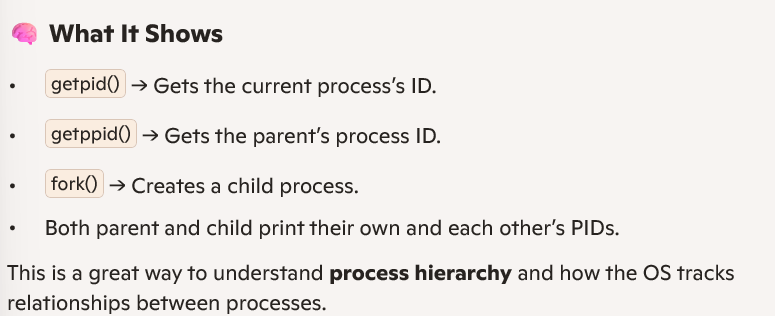 🧠 What It Shows
• getpid() → Gets the current process's ID.
• getppid() → Gets the parent's process ID.
• fork() → Creates a child process.
• Both parent and child print their own and each other's PIDs.
This is a great way to understand process hierarchy and how the OS tracks
relationships between processes.